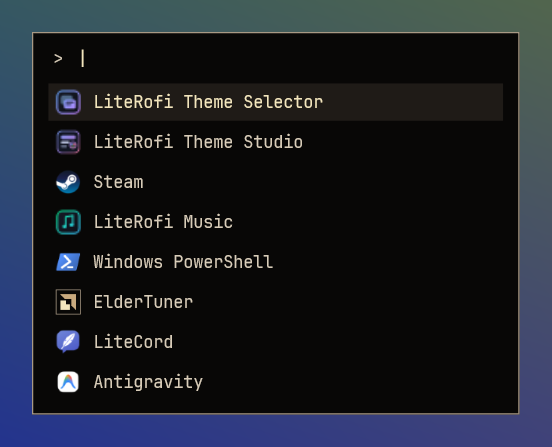 > |
LiteRofi Theme Selector
LiteRofi Theme Studio
Steam
LiteRofi Music
Windows PowerShell
ElderTuner
LiteCord
Antigravity